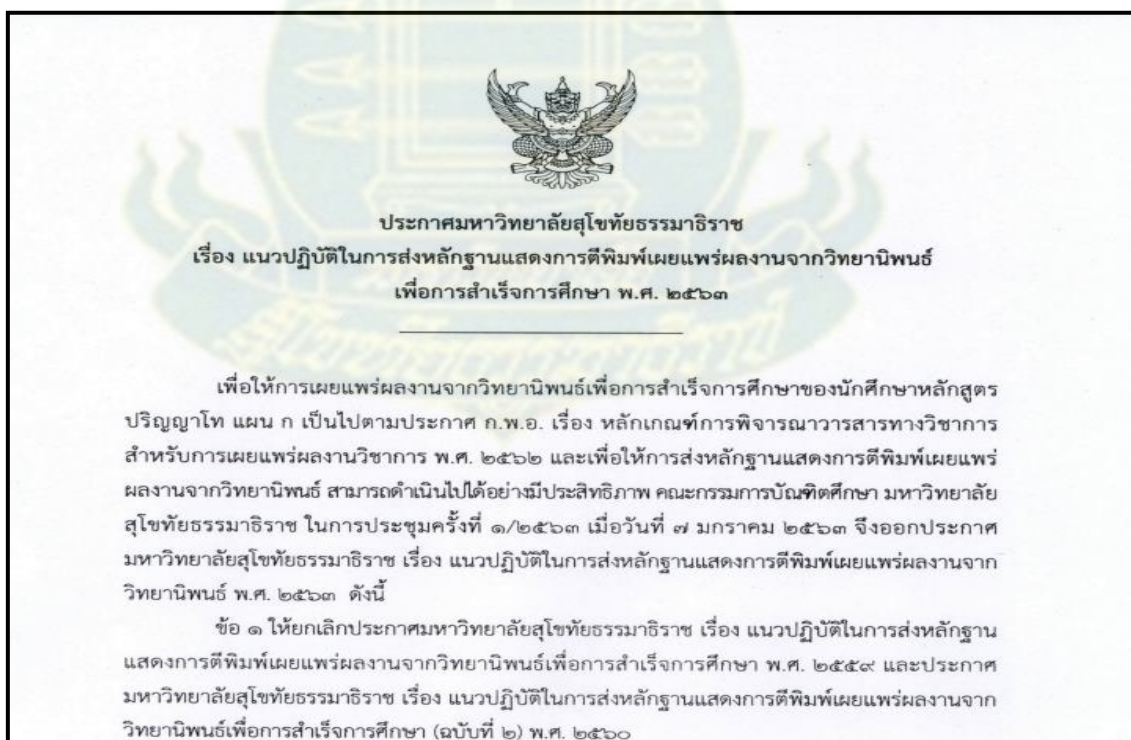 ประกาศมหาวิทยาลัยสุโขทัยธรรมาธิราช
เรื่อง แนวปฏิบัติในการส่งหลักฐานแสดงการตีพิมพ์เผยแพร่ผลงานจากวิทยานิพนธ์
เพื่อการสำเร็จการศึกษา พ.ศ. ๒๕๖๓
เพื่อให้การเผยแพร่ผลงานจากวิทยานิพนธ์เพื่อการสำเร็จการศึกษาของนักศึกษาหลักสูตร
ปริญญาโท แผน ก เป็นไปตามประกาศ ก.พ.อ. เรื่อง หลักเกณฑ์การพิจารณาวารสารทางวิชาการ
สำหรับการเผยแพร่ผลงานวิชาการ พ.ศ. ๒๕๖๒ และเพื่อให้การส่งหลักฐานแสดงการตีพิมพ์เผยแพร่
ผลงานจากวิทยานิพนธ์ สามารถดำเนินไปได้อย่างมีประสิทธิภาพ คณะกรรมการบัณฑิตศึกษา มหาวิทยาลัย
สุโขทัยธรรมาธิราช ในการประชุมครั้งที่ ๑/๒๕๖๓ เมื่อวันที่ ๗ มกราคม ๒๕๖๓ จึงออกประกาศ
มหาวิทยาลัยสุโขทัยธรรมาธิราช เรื่อง แนวปฏิบัติในการส่งหลักฐานแสดงการตีพิมพ์เผยแพร่ผลงานจาก
วิทยานิพนธ์ พ.ศ. ๒๕๖๓ ดังนี้
ข้อ ๑ ให้ยกเลิกประกาศมหาวิทยาลัยสุโขทัยธรรมาธิราช เรื่อง แนวปฏิบัติในการส่งหลักฐาน
แสดงการตีพิมพ์เผยแพร่ผลงานจากวิทยานิพนธ์เพื่อการสำเร็จการศึกษา พ.ศ. ๒๕๕๙ และประกาศ
มหาวิทยาลัยสุโขทัยธรรมาธิราช เรื่อง แนวปฏิบัติในการส่งหลักฐานแสดงการตีพิมพ์เผยแพร่ผลงานจาก
วิทยานิพนธ์เพื่อการสำเร็จการศึกษา (ฉบับที่ ๒) พ.ศ. ๒๕๖๐